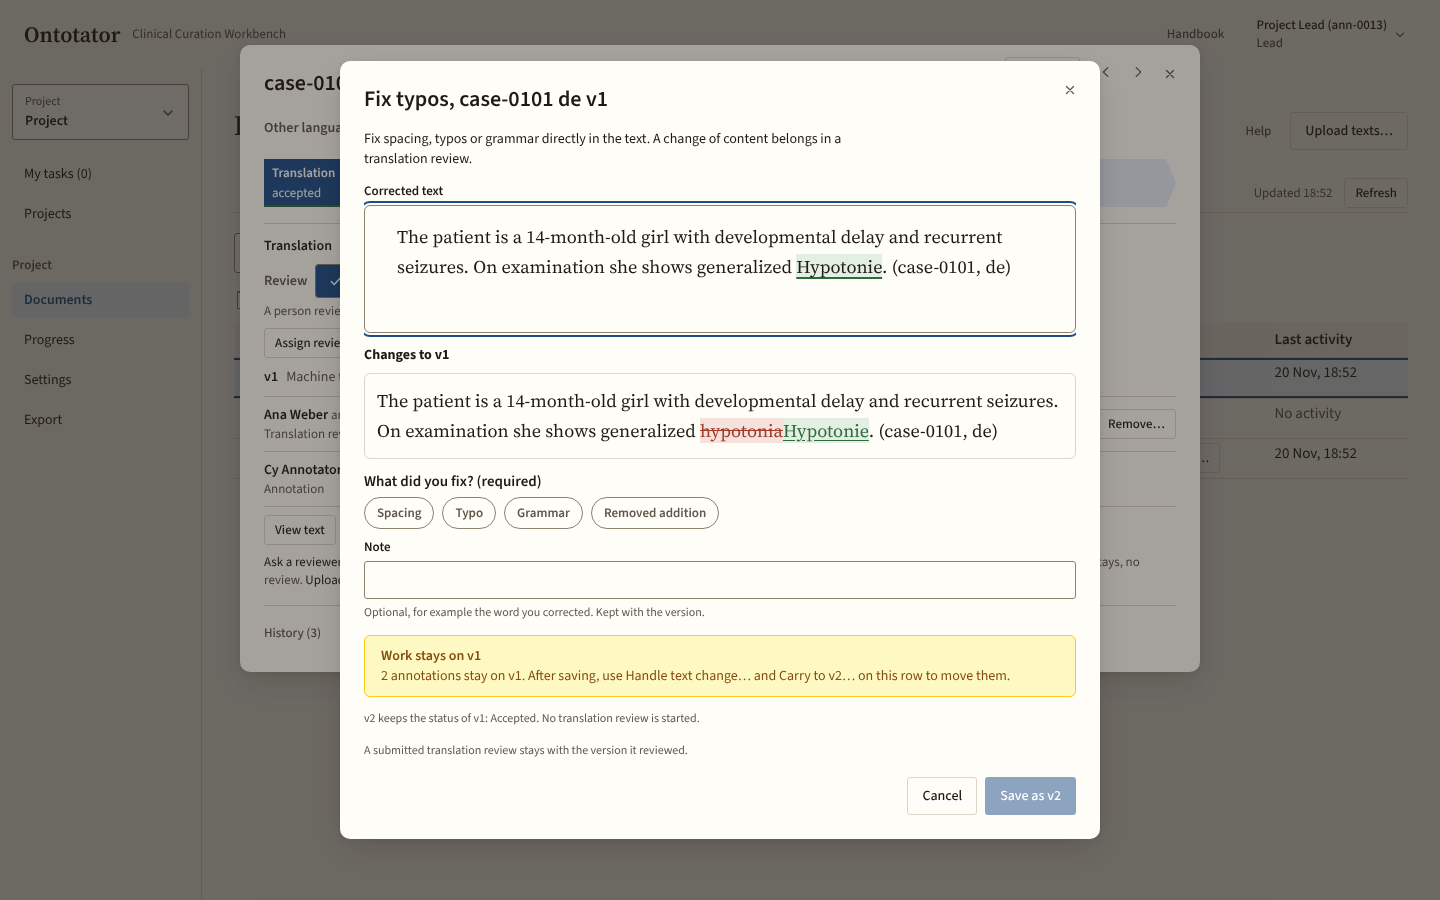 Ontotator
Clinical Curation Workbench
Handbook
Project Lead (ann-0013)
Lead
Project
Project
My tasks (0)
Projects
Project
Documents
Progress
Settings
Export
Help
Upload texts…
Updated 18:52
Refresh
Last activity
20 Nov, 18:52
No activity
20 Nov, 18:52
case-010
Other langua
Translation
accepted
Translation
Review
A person revie
Assign revie
v1 Machine t
Ana Weber an
Translation rev
Remove…
Cy Annotator
Annotation
View text
Ask a reviewer
review. Upload
tays, no
History (3)
Fix typos, case-0101 de v1
Fix spacing, typos or grammar directly in the text. A change of content belongs in a
translation review.
Corrected text
The patient is a 14-month-old girl with developmental delay and recurrent
seizures. On examination she shows generalized Hypotonie. (case-0101, de)
Changes to v1
The patient is a 14-month-old girl with developmental delay and recurrent seizures.
On examination she shows generalized hypotoniaHypotonie. (case-0101, de)
What did you fix? (required)
Spacing
Typo
Grammar
Removed addition
Note
Optional, for example the word you corrected. Kept with the version.
Work stays on v1
2 annotations stay on v1. After saving, use Handle text change… and Carry to v2… on this row to move them.
v2 keeps the status of v1: Accepted. No translation review is started.
A submitted translation review stays with the version it reviewed.
Cancel
Save as v2